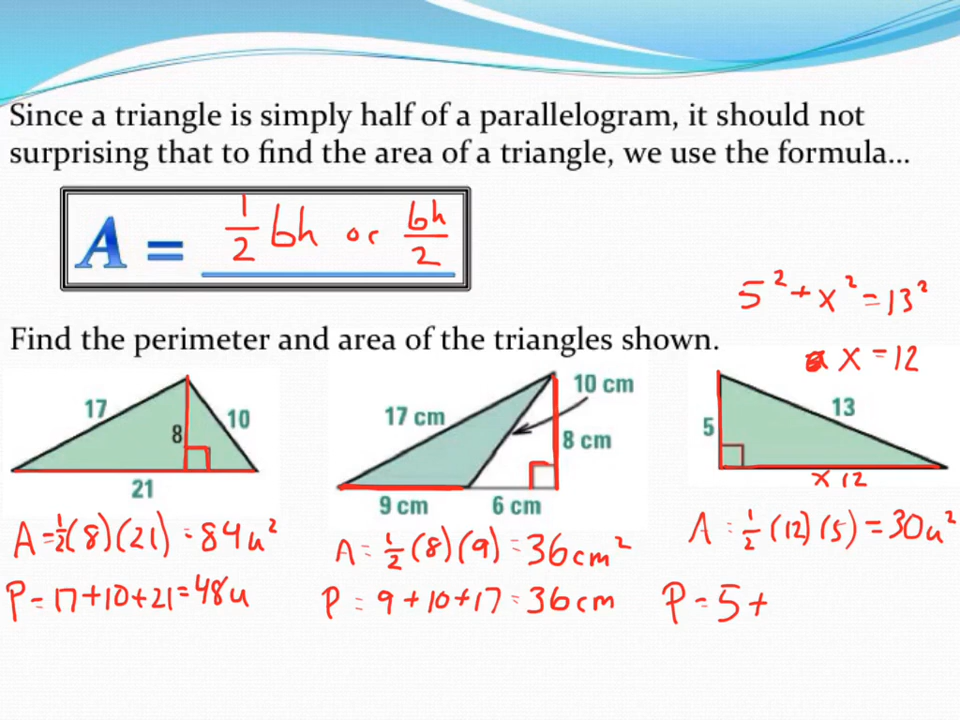 Since a triangle is simply half of a parallelogram, it should not
surprising that to find the area of a triangle, we use the formula...
A = 1/2 bh or bh/2
5² + x² = 13²
x = 12
Find the perimeter and area of the triangles shown.
17 8 10 21
17 cm 10 cm 8 cm 9 cm 6 cm
5 13 x 12
A = 1/2 (8)(21) = 84u²
P = 17+10+21 = 48u
A = 1/2 (8)(9) = 36cm²
P = 9+10+17 = 36cm
A = 1/2 (12)(5) = 30u²
P = 5+